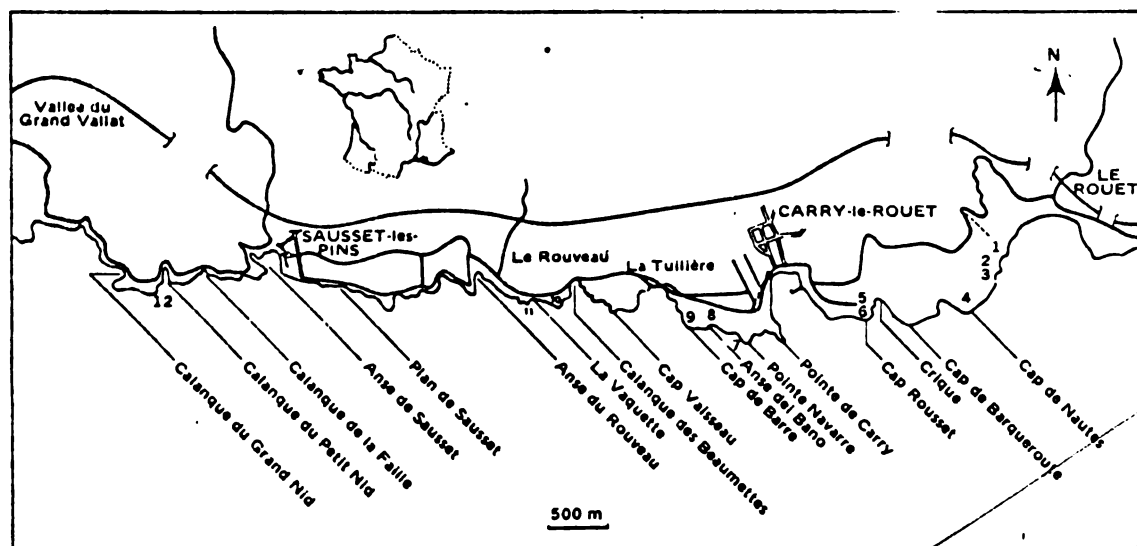 N
Vallée du
Grand Vallat
LE
ROUET
SAUSSET-les-
PINS
CARRY-le-ROUET
Le Rouveau
La Tuilière
1
2
3
4
5
6
8
9
11
12
Calanque du Grand Nid
Calanque du Petit Nid
Calanque de la Faille
Anse de Sausset
Plan de Sausset
Anse du Rouveau
La Vaquette
Calanque des Beaumettes
Cap Vaisseau
Cap de Barre
Anse del Bano
Pointe Navarre
Pointe de Carry
Cap Rousset
Crique
Cap de Barqueroute
Cap de Nautes
500 m